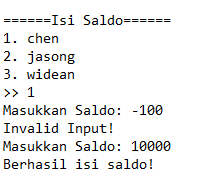 ======Isi Saldo======
1. chen
2. jasong
3. widean
>> 1
Masukkan Saldo: -100
Invalid Input!
Masukkan Saldo: 10000
Berhasil isi saldo!